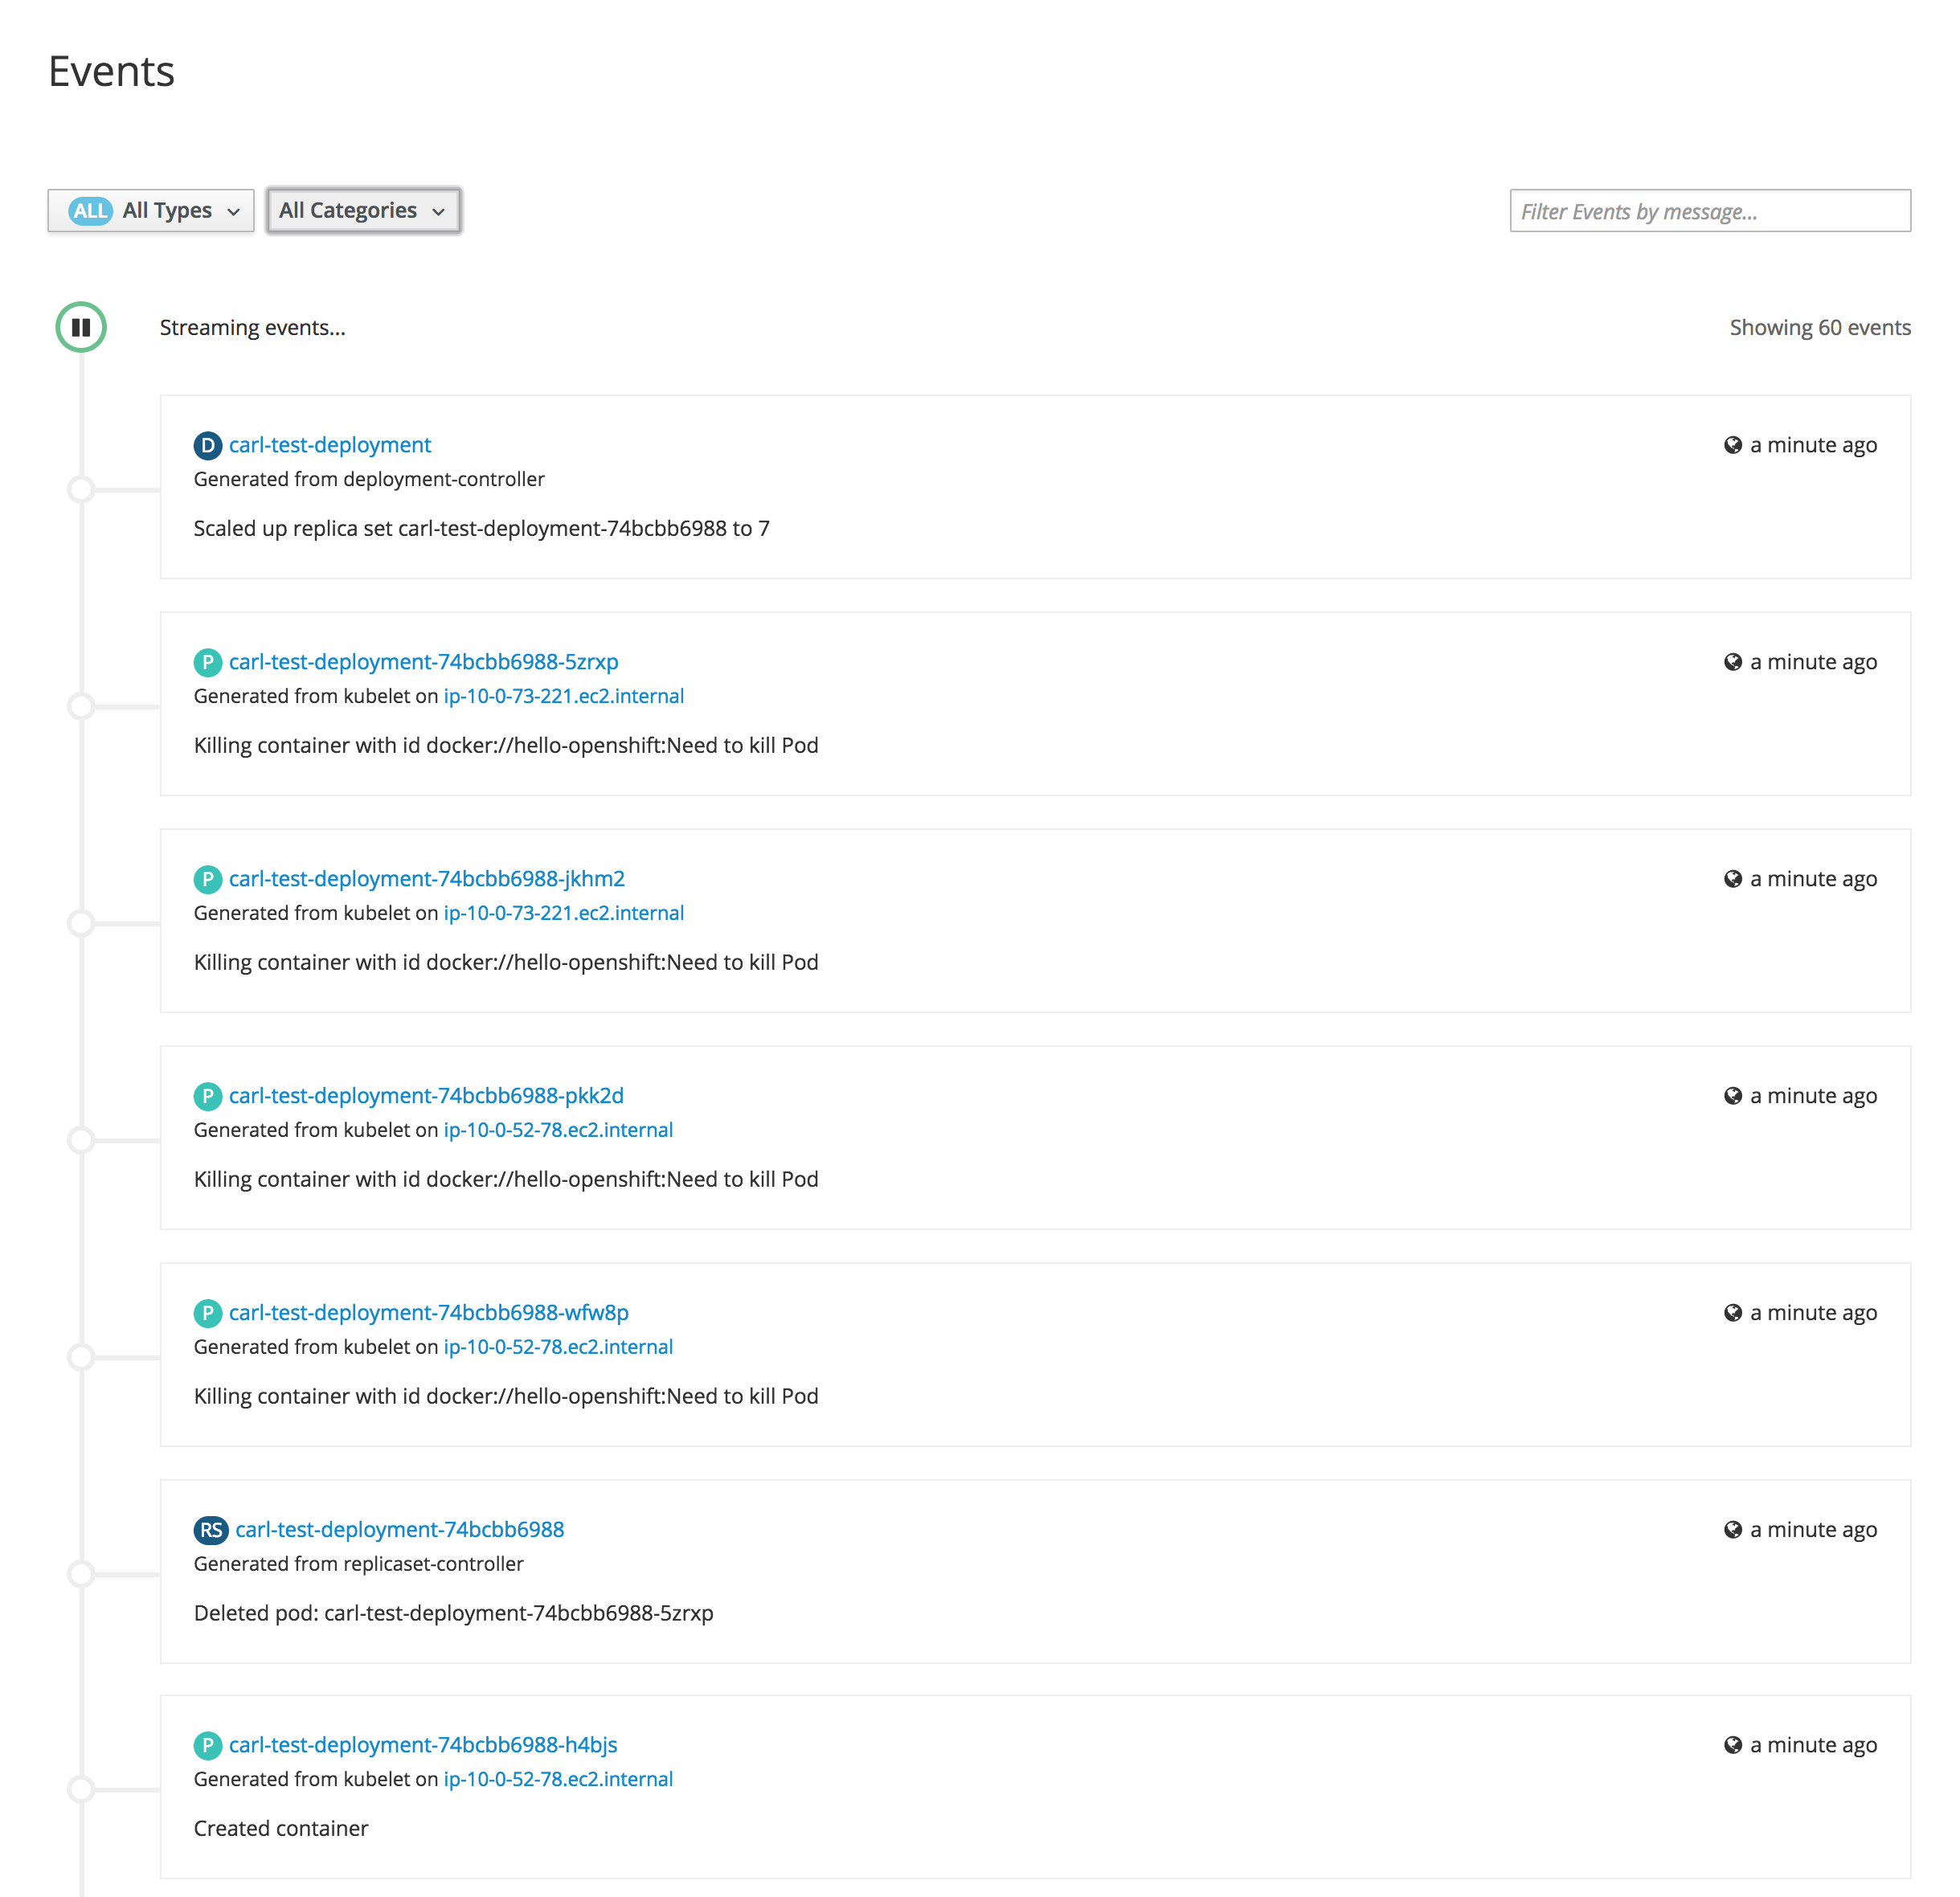 Events
ALL All Types All Categories Filter Events by message...
Streaming events... Showing 60 events
D carl-test-deployment a minute ago
Generated from deployment-controller
Scaled up replica set carl-test-deployment-74bcbb6988 to 7
P carl-test-deployment-74bcbb6988-5zrxp a minute ago
Generated from kubelet on ip-10-0-73-221.ec2.internal
Killing container with id docker://hello-openshift:Need to kill Pod
P carl-test-deployment-74bcbb6988-jkhm2 a minute ago
Generated from kubelet on ip-10-0-73-221.ec2.internal
Killing container with id docker://hello-openshift:Need to kill Pod
P carl-test-deployment-74bcbb6988-pkk2d a minute ago
Generated from kubelet on ip-10-0-52-78.ec2.internal
Killing container with id docker://hello-openshift:Need to kill Pod
P carl-test-deployment-74bcbb6988-wfw8p a minute ago
Generated from kubelet on ip-10-0-52-78.ec2.internal
Killing container with id docker://hello-openshift:Need to kill Pod
RS carl-test-deployment-74bcbb6988 a minute ago
Generated from replicaset-controller
Deleted pod: carl-test-deployment-74bcbb6988-5zrxp
P carl-test-deployment-74bcbb6988-h4bjs a minute ago
Generated from kubelet on ip-10-0-52-78.ec2.internal
Created container